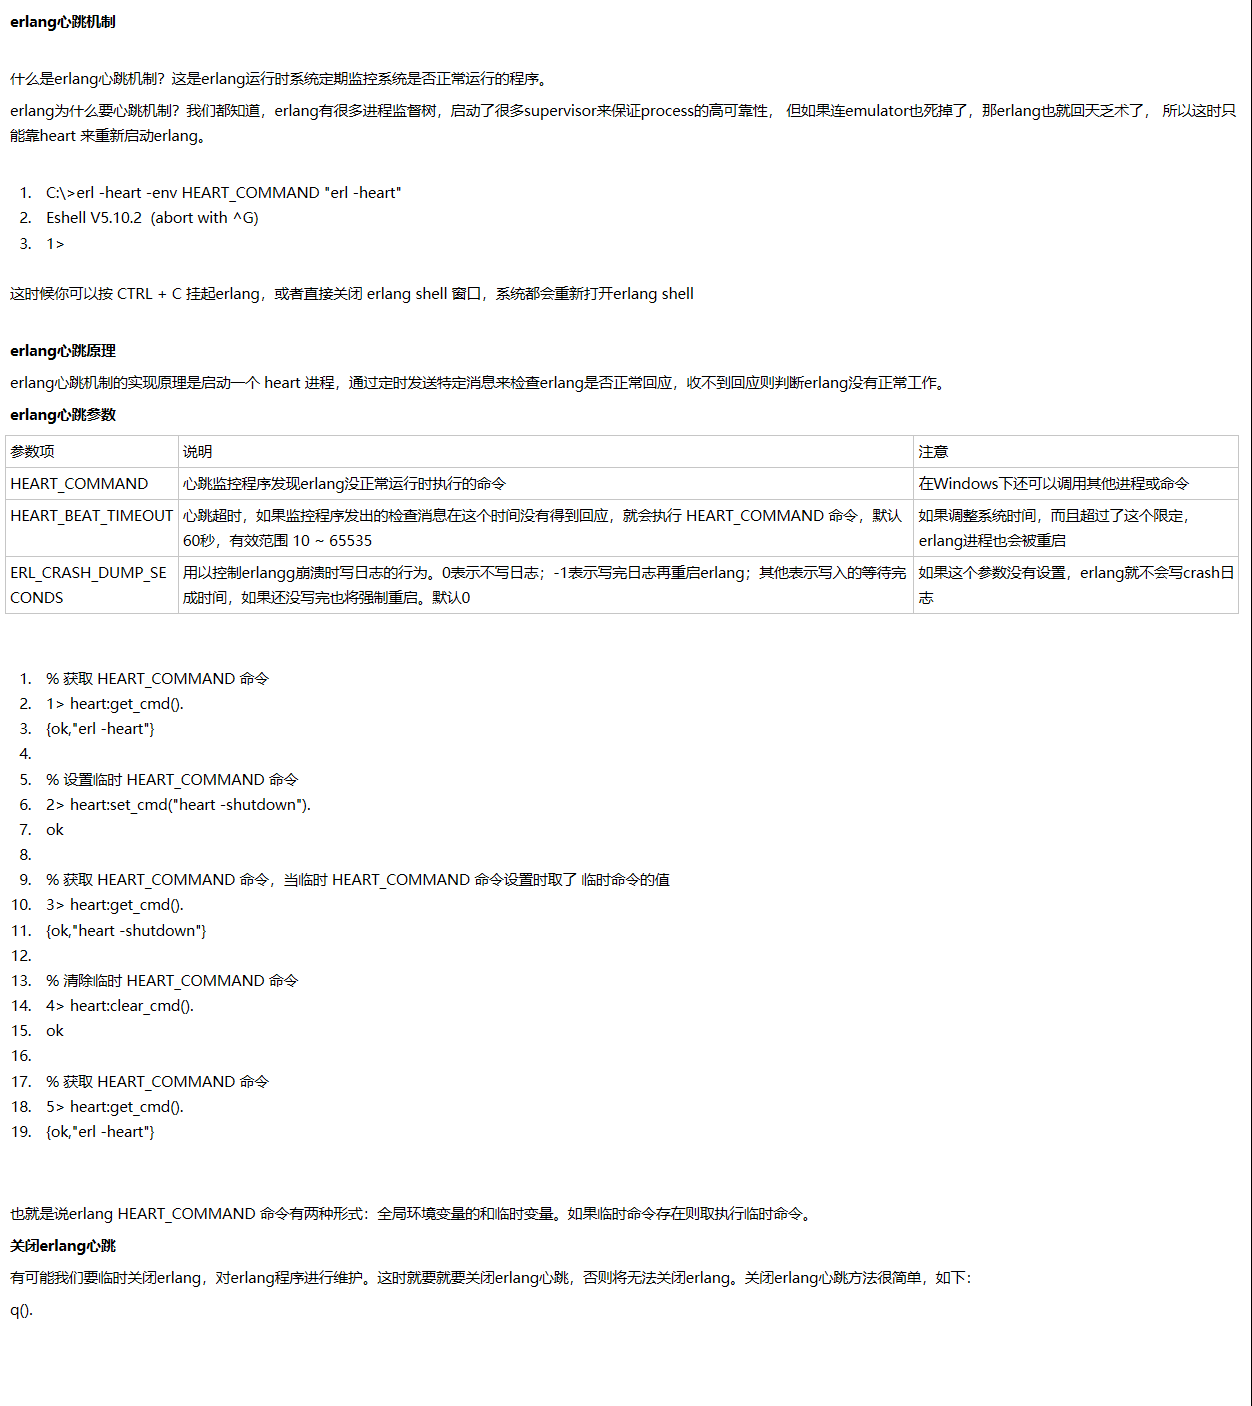 erlang心跳机制
什么是erlang心跳机制？这是erlang运行时系统定期监控系统是否正常运行的程序。
erlang为什么要心跳机制？我们都知道，erlang有很多进程监督树，启动了很多supervisor来保证process的高可靠性， 但如果连emulator也死掉了，那erlang也就回天乏术了， 所以这时只
能靠heart 来重新启动erlang。
1. C:\>erl -heart -env HEART_COMMAND "erl -heart"
2. Eshell V5.10.2  (abort with ^G)
3. 1>
这时候你可以按 CTRL + C 挂起erlang，或者直接关闭 erlang shell 窗口，系统都会重新打开erlang shell
erlang心跳原理
erlang心跳机制的实现原理是启动一个 heart 进程，通过定时发送特定消息来检查erlang是否正常回应，收不到回应则判断erlang没有正常工作。
erlang心跳参数
参数项 说明 注意
HEART_COMMAND 心跳监控程序发现erlang没正常运行时执行的命令 在Windows下还可以调用其他进程或命令
HEART_BEAT_TIMEOUT 心跳超时，如果监控程序发出的检查消息在这个时间没有得到回应，就会执行 HEART_COMMAND 命令，默认
60秒，有效范围 10 ~ 65535
如果调整系统时间，而且超过了这个限定，
erlang进程也会被重启
ERL_CRASH_DUMP_SE
CONDS
用以控制erlangg崩溃时写日志的行为。0表示不写日志；-1表示写完日志再重启erlang；其他表示写入的等待完
成时间，如果还没写完也将强制重启。默认0
如果这个参数没有设置，erlang就不会写crash日
志
1. % 获取 HEART_COMMAND 命令
2. 1> heart:get_cmd().
3. {ok,"erl -heart"}
4.
5. % 设置临时 HEART_COMMAND 命令
6. 2> heart:set_cmd("heart -shutdown").
7. ok
8.
9. % 获取 HEART_COMMAND 命令，当临时 HEART_COMMAND 命令设置时取了 临时命令的值
10. 3> heart:get_cmd().
11. {ok,"heart -shutdown"}
12.
13. % 清除临时 HEART_COMMAND 命令
14. 4> heart:clear_cmd().
15. ok
16.
17. % 获取 HEART_COMMAND 命令
18. 5> heart:get_cmd().
19. {ok,"erl -heart"}
也就是说erlang HEART_COMMAND 命令有两种形式：全局环境变量的和临时变量。如果临时命令存在则取执行临时命令。
关闭erlang心跳
有可能我们要临时关闭erlang，对erlang程序进行维护。这时就要就要关闭erlang心跳，否则将无法关闭erlang。关闭erlang心跳方法很简单，如下：
q().